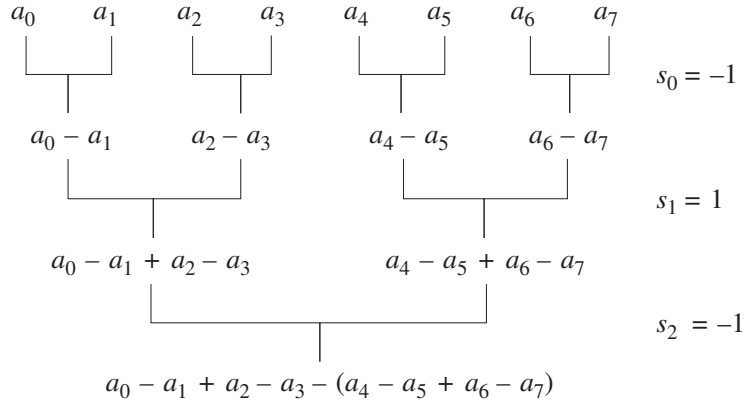 a₀ a₁ a₂ a₃ a₄ a₅ a₆ a₇
s₀ = –1
a₀ – a₁ a₂ – a₃ a₄ – a₅ a₆ – a₇
s₁ = 1
a₀ – a₁ + a₂ – a₃ a₄ – a₅ + a₆ – a₇
s₂ = –1
a₀ – a₁ + a₂ – a₃ – (a₄ – a₅ + a₆ – a₇)